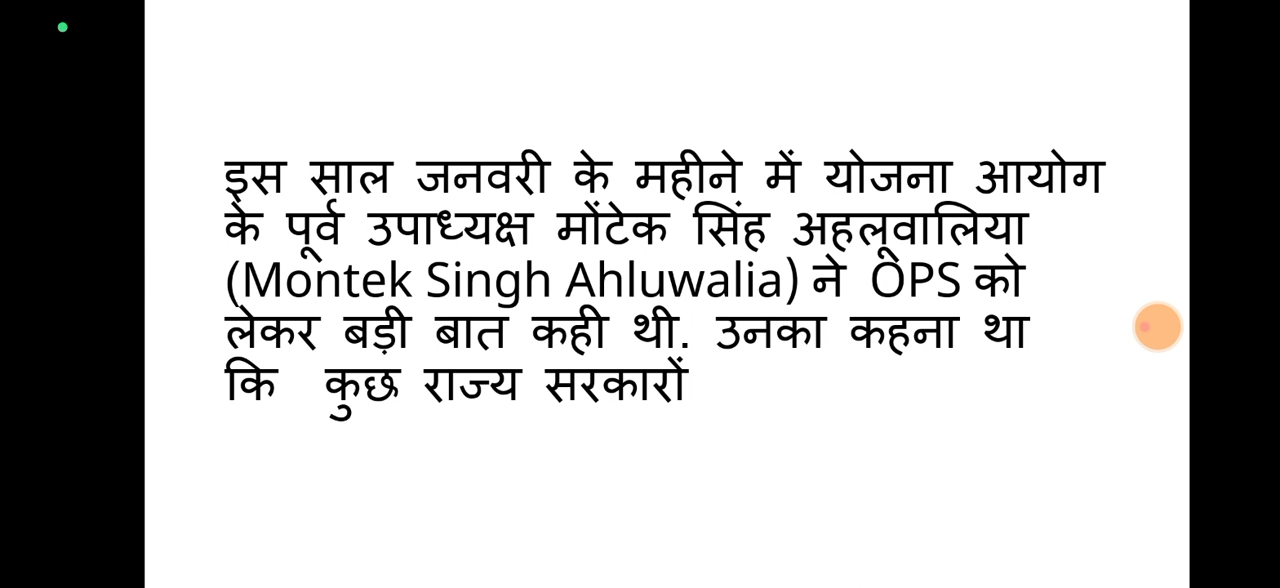 इस साल जनवरी के महीने में योजना आयोग
के पूर्व उपाध्यक्ष मोंटेक सिंह अहलूवालिया
(Montek Singh Ahluwalia) ने OPS को
लेकर बड़ी बात कही थी. उनका कहना था
कि कुछ राज्य सरकारों